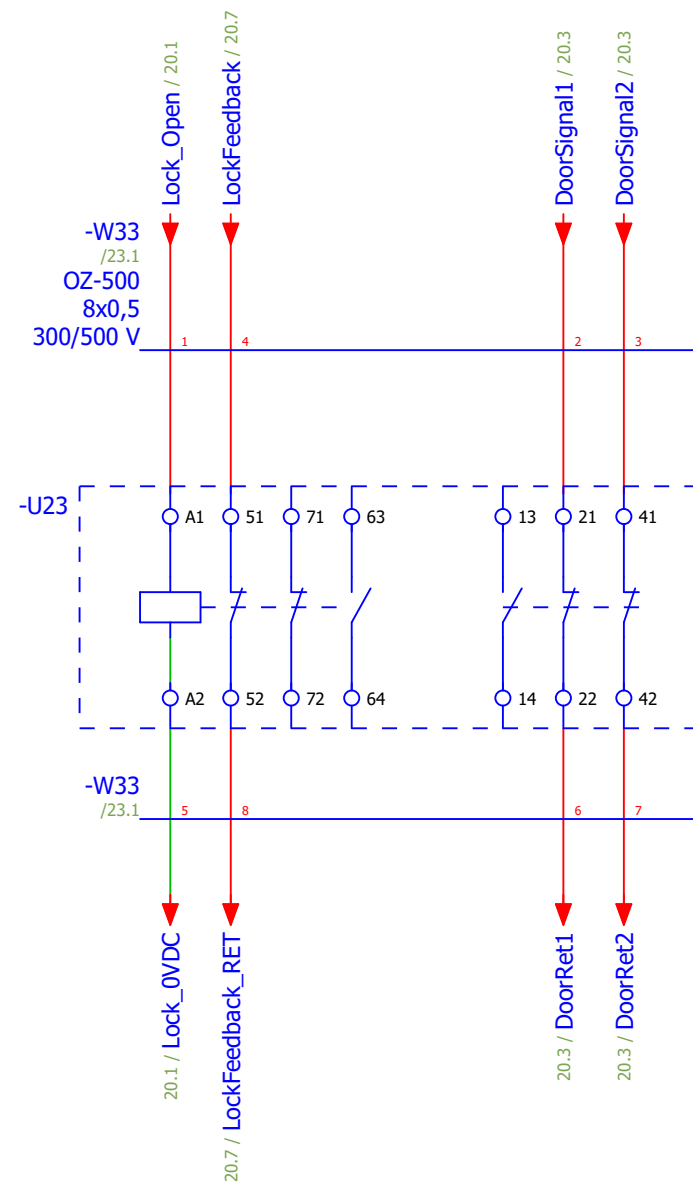 Lock_Open / 20.1
LockFeedback / 20.7
DoorSignal1 / 20.3
DoorSignal2 / 20.3
-W33
/23.1
OZ-500
8x0,5
300/500 V
1 4 2 3
-U23
A1 51 71 63 13 21 41
A2 52 72 64 14 22 42
-W33
/23.1
5 8 6 7
20.1 / Lock_0VDC
20.7 / LockFeedback_RET
20.3 / DoorRet1
20.3 / DoorRet2